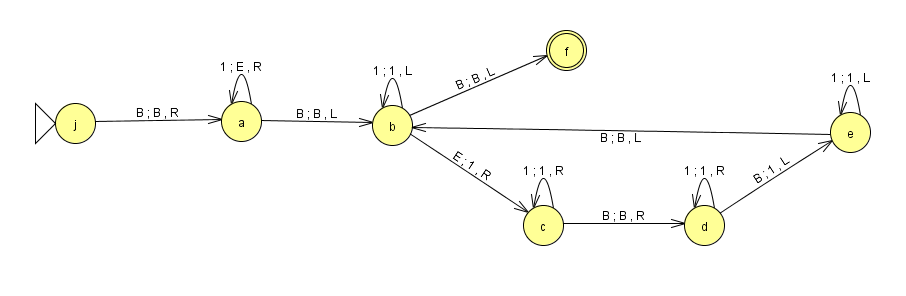 f
1 ; E , R
1 ; 1 , L
B ; B , L
1 ; 1 , L
j
B ; B , R
a
B ; B , L
b
B ; B , L
e
E ; 1 , R
1 ; 1 , R
1 ; 1 , R
B ; 1 , L
c
B ; B , R
d